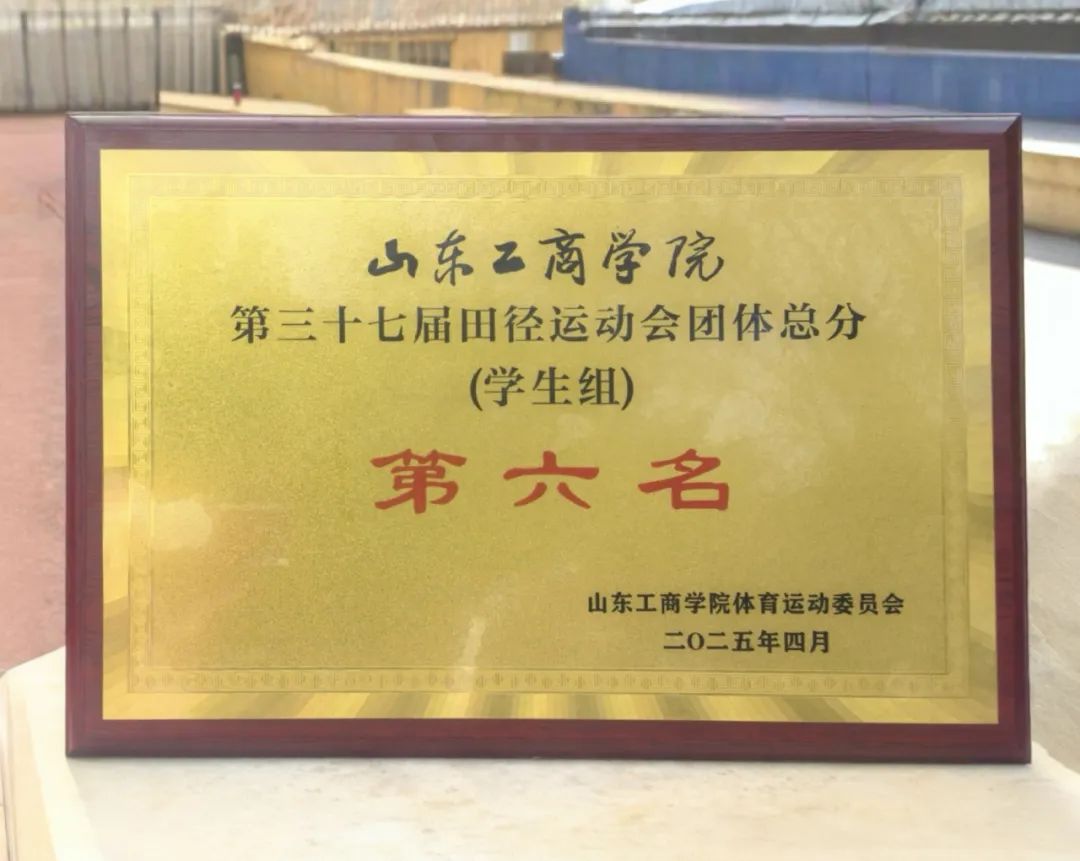 山东工商学院
第三十七届田径运动会团体总分
(学生组)
第六名
山东工商学院体育运动委员会
二〇二五年四月